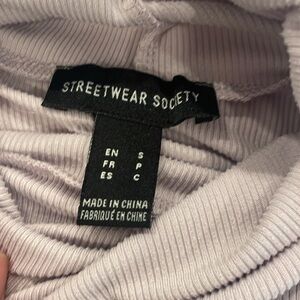 STREETWEAR SOCIETY
EN S
FR P
ES C
MADE IN CHINA
FABRIQUÉ EN CHINE